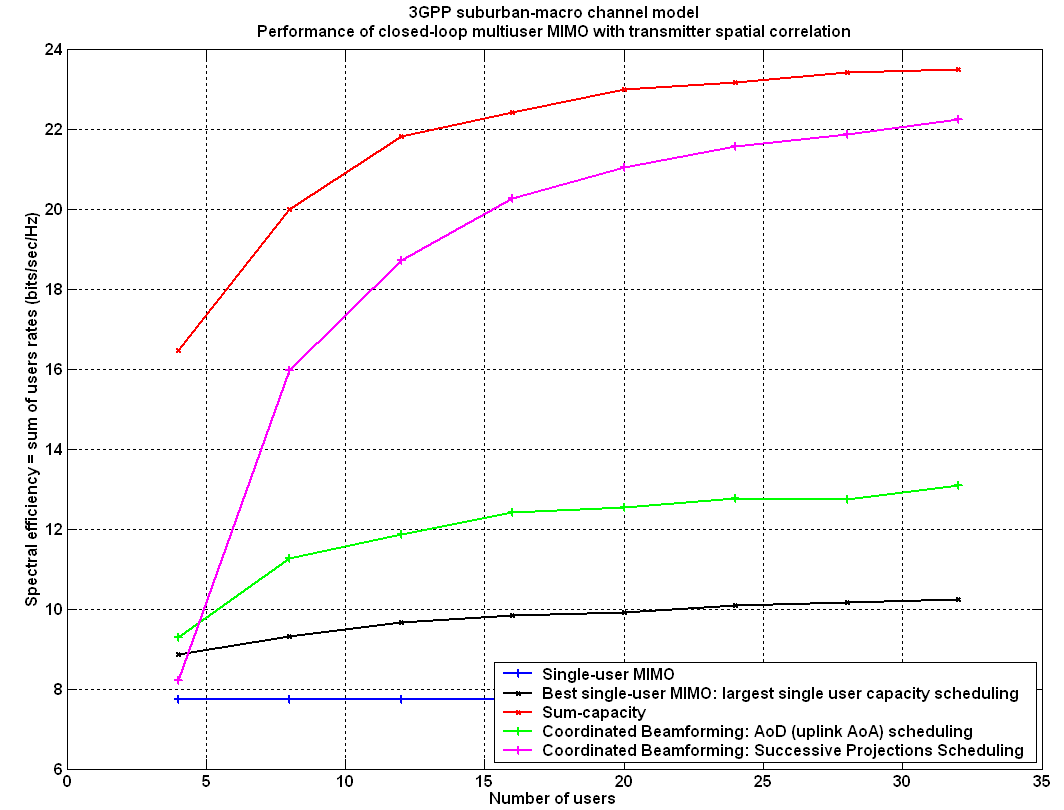 3GPP suburban-macro channel model
Performance of closed-loop multiuser MIMO with transmitter spatial correlation
Spectral efficiency = sum of users rates (bits/sec/Hz)
24
22
20
18
16
14
12
10
8
6
0
5
10
15
20
25
30
35
Number of users
Single-user MIMO
Best single-user MIMO: largest single user capacity scheduling
Sum-capacity
Coordinated Beamforming: AoD (uplink AoA) scheduling
Coordinated Beamforming: Successive Projections Scheduling